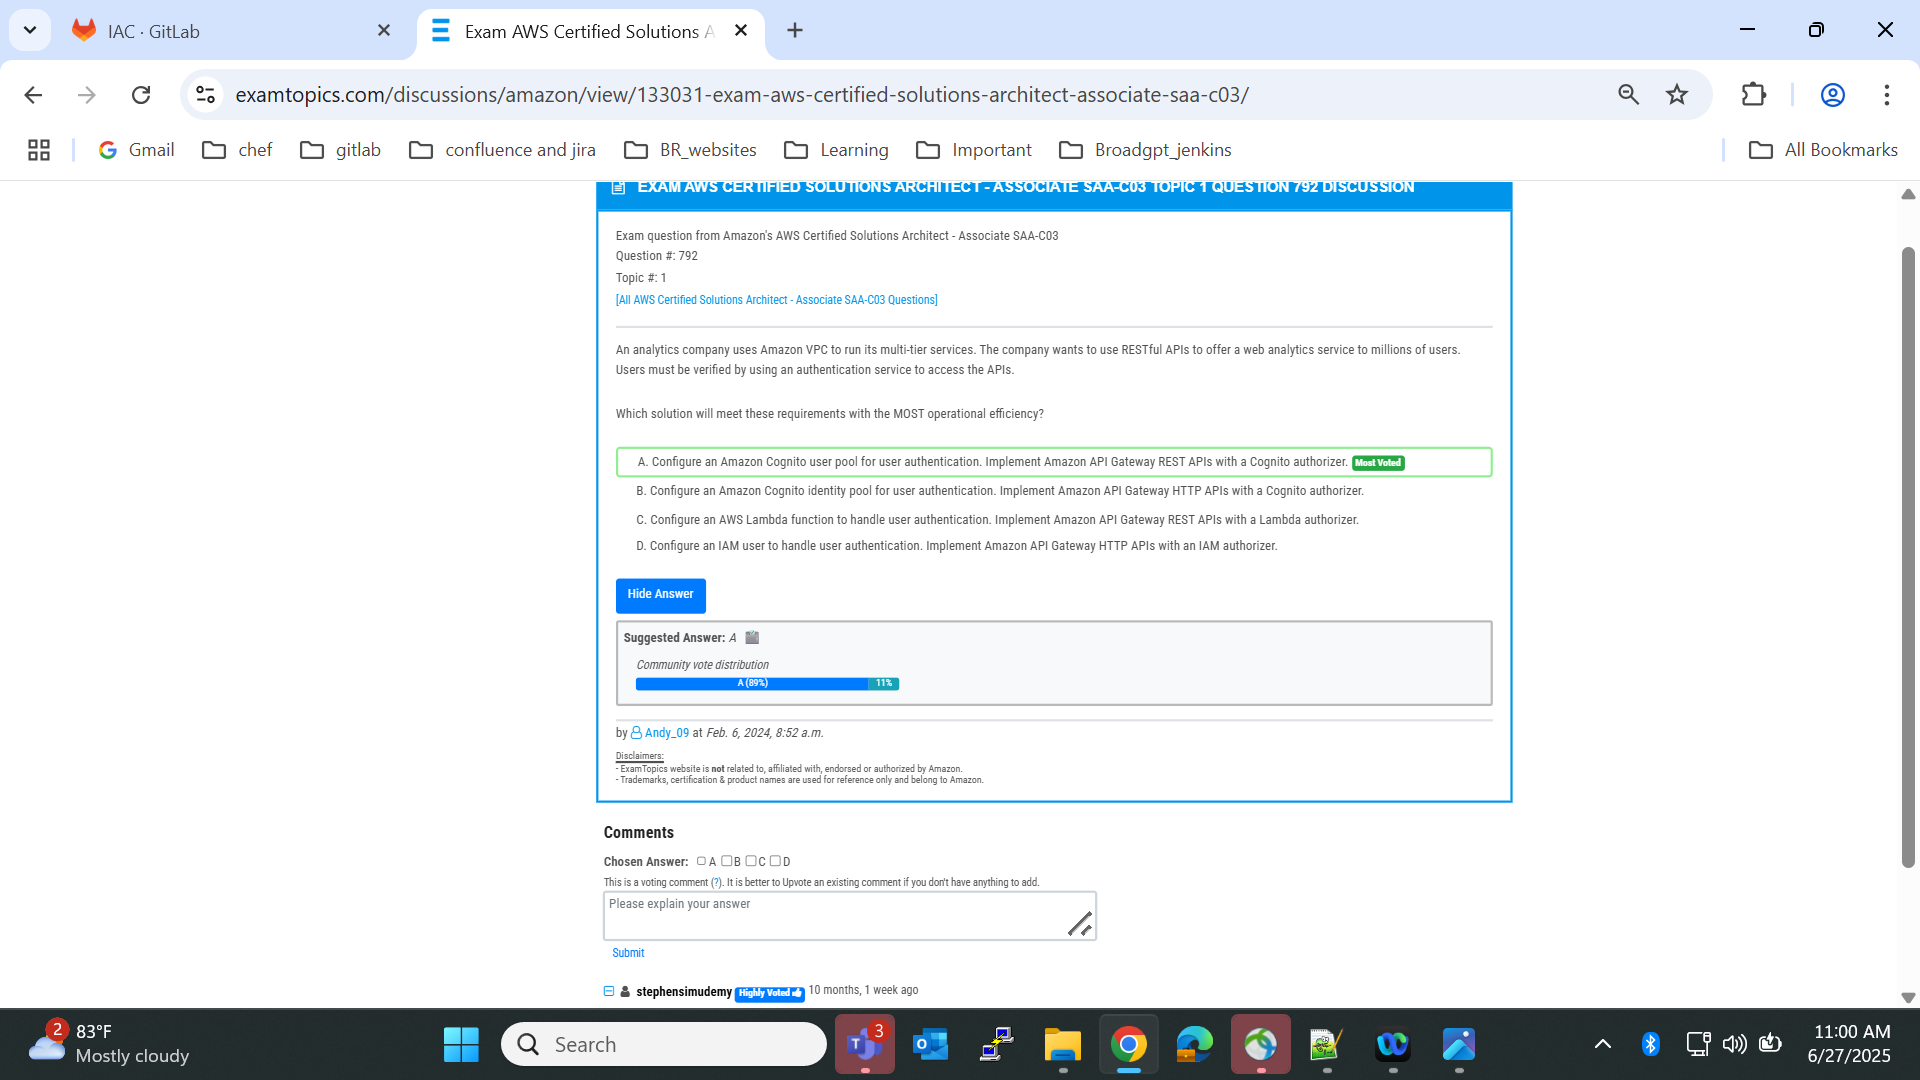 IAC · GitLab
Exam AWS Certified Solutions A
examtopics.com/discussions/amazon/view/133031-exam-aws-certified-solutions-architect-associate-saa-c03/
Gmail
chef
gitlab
confluence and jira
BR_websites
Learning
Important
Broadgpt_jenkins
All Bookmarks
EXAM AWS CERTIFIED SOLUTIONS ARCHITECT - ASSOCIATE SAA-C03 TOPIC 1 QUESTION 792 DISCUSSION
Exam question from Amazon's AWS Certified Solutions Architect - Associate SAA-C03
Question #: 792
Topic #: 1
[All AWS Certified Solutions Architect - Associate SAA-C03 Questions]
An analytics company uses Amazon VPC to run its multi-tier services. The company wants to use RESTful APIs to offer a web analytics service to millions of users.
Users must be verified by using an authentication service to access the APIs.
Which solution will meet these requirements with the MOST operational efficiency?
A. Configure an Amazon Cognito user pool for user authentication. Implement Amazon API Gateway REST APIs with a Cognito authorizer. Most Voted
B. Configure an Amazon Cognito identity pool for user authentication. Implement Amazon API Gateway HTTP APIs with a Cognito authorizer.
C. Configure an AWS Lambda function to handle user authentication. Implement Amazon API Gateway REST APIs with a Lambda authorizer.
D. Configure an IAM user to handle user authentication. Implement Amazon API Gateway HTTP APIs with an IAM authorizer.
Hide Answer
Suggested Answer: A
Community vote distribution
A (89%) 11%
by Andy_09 at Feb. 6, 2024, 8:52 a.m.
Disclaimers:
- ExamTopics website is not related to, affiliated with, endorsed or authorized by Amazon.
- Trademarks, certification & product names are used for reference only and belong to Amazon.
Comments
Chosen Answer: A B C D
This is a voting comment (?). It is better to Upvote an existing comment if you don't have anything to add.
Please explain your answer
Submit
stephensimudemy Highly Voted 10 months, 1 week ago
2
83°F
Mostly cloudy
Search
3
11:00 AM
6/27/2025